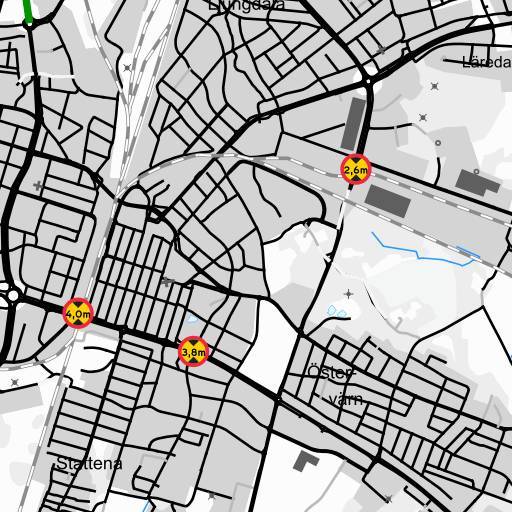 Ljungdala
Läreda
2,6m
4,0m
3,8m
Öster-
värn
Stattena